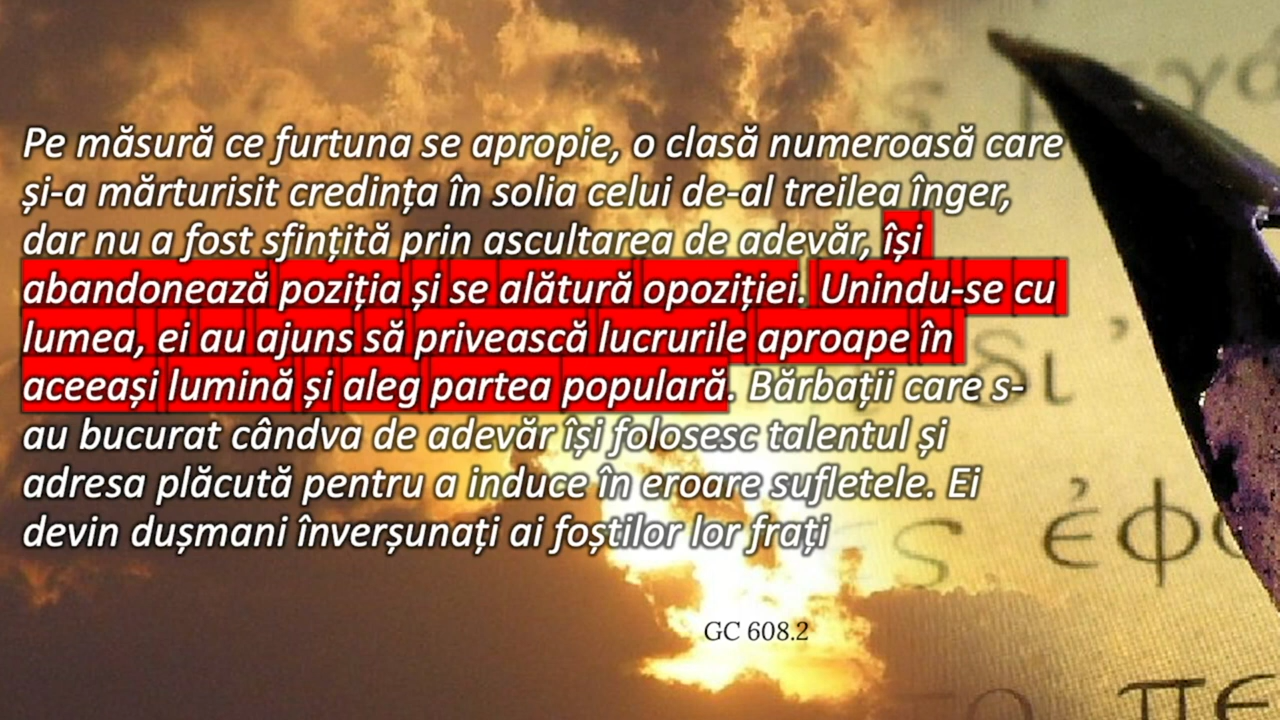 Pe măsură ce furtuna se apropie, o clasă numeroasă care
și-a mărturisit credința în solia celui de-al treilea înger,
dar nu a fost sfințită prin ascultarea de adevăr, își
abandonează poziția și se alătură opoziției. Unindu-se cu
lumea, ei au ajuns să privească lucrurile aproape în
aceeași lumină și aleg partea populară. Bărbații care s-
au bucurat cândva de adevăr își folosesc talentul și
adresa plăcută pentru a induce în eroare sufletele. Ei
devin dușmani înverșunați ai foștilor lor frați
GC 608.2